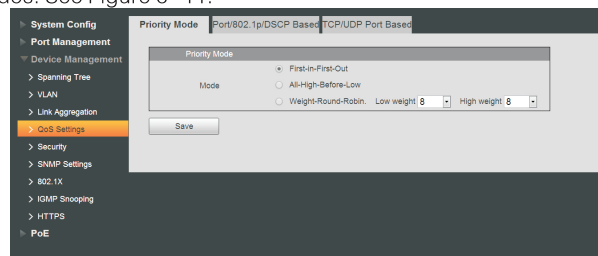 System Config
Port Management
Device Management
Spanning Tree
VLAN
Link Aggregation
QoS Settings
Security
SNMP Settings
802.1X
IGMP Snooping
HTTPS
PoE
Priority Mode Port/802.1p/DSCP Based TCP/UDP Port Based
Priority Mode
Mode
First-in-First-Out
All-High-Before-Low
Weight-Round-Robin. Low weight 8 High weight 8
Save